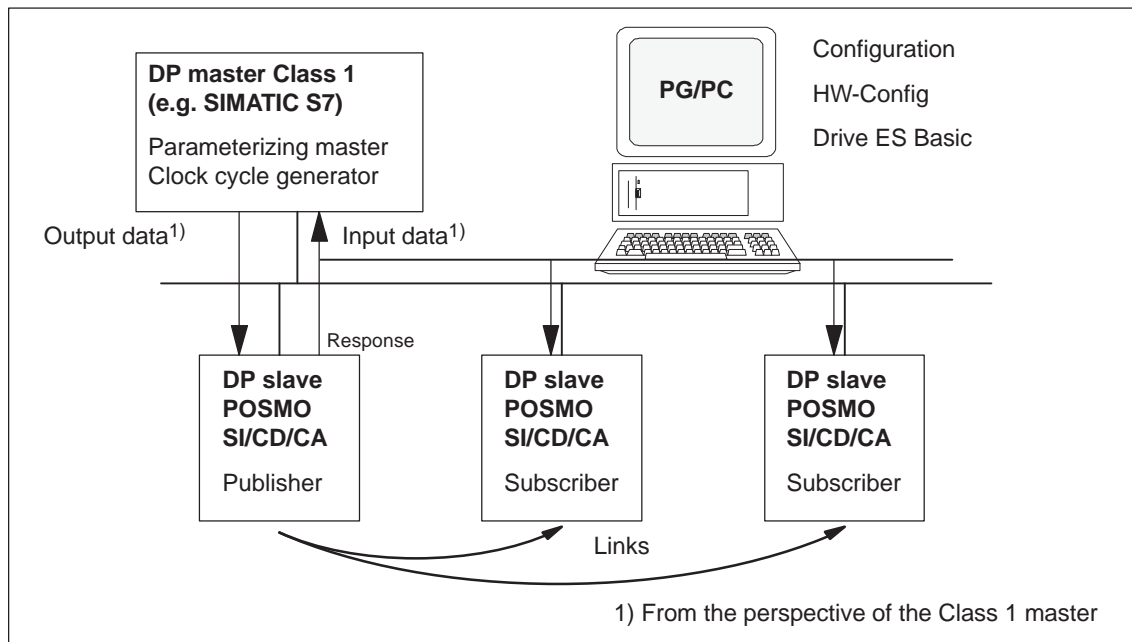 DP master Class 1
(e.g. SIMATIC S7)
Parameterizing master
Clock cycle generator
PG/PC
Configuration
HW-Config
Drive ES Basic
Output data1)
Input data1)
Response
DP slave
POSMO
SI/CD/CA
Publisher
DP slave
POSMO
SI/CD/CA
Subscriber
DP slave
POSMO
SI/CD/CA
Subscriber
Links
1) From the perspective of the Class 1 master